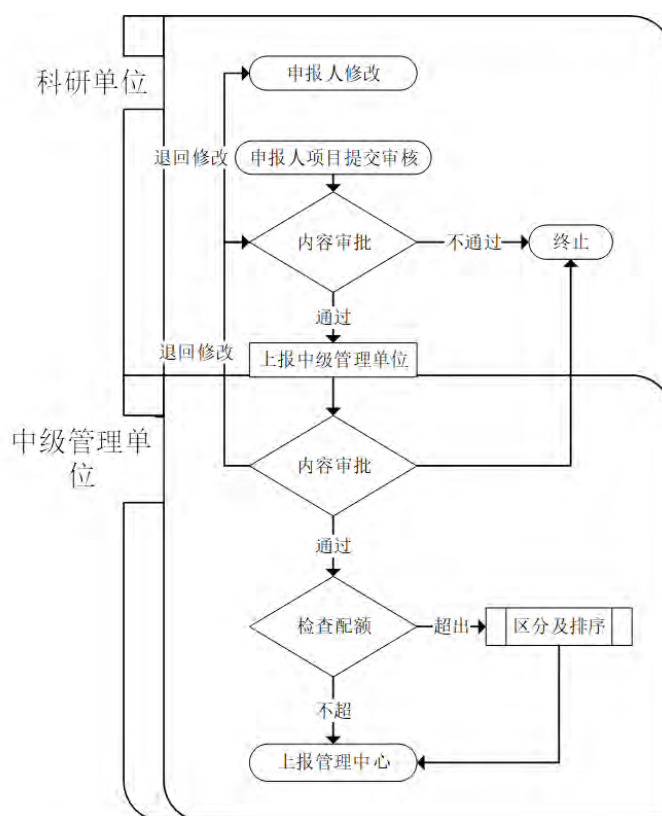 科研单位
申报人修改
退回修改
申报人项目提交审核
内容审批
不通过
终止
通过
退回修改
上报中级管理单位
中级管理单
位
内容审批
通过
检查配额
超出
区分及排序
不超
上报管理中心